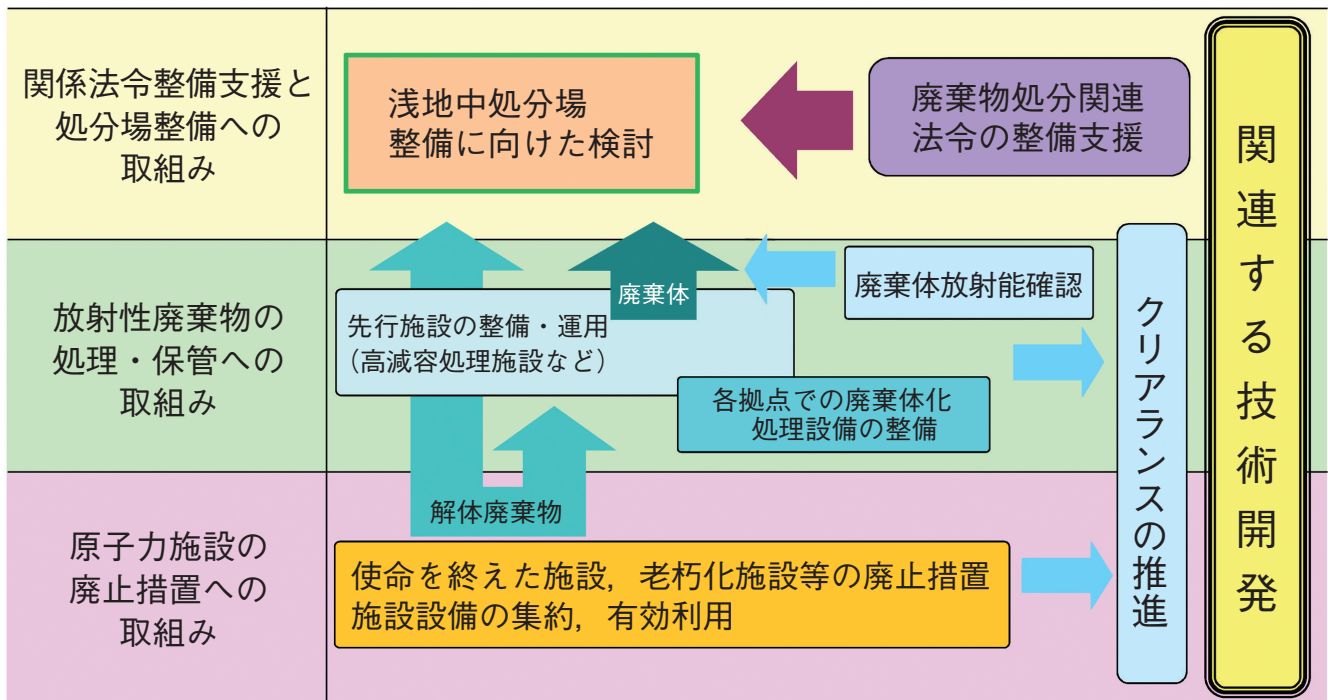 関係法令整備支援と
処分場整備への
取組み
浅地中処分場
整備に向けた検討
廃棄物処分関連
法令の整備支援
放射性廃棄物の
処理・保管への
取組み
廃棄体
先行施設の整備・運用
（高減容処理施設など）
廃棄体放射能確認
各拠点での廃棄体化
処理設備の整備
原子力施設の
廃止措置への
取組み
解体廃棄物
使命を終えた施設，老朽化施設等の廃止措置
施設設備の集約，有効利用
クリアランスの推進
関連する技術開発